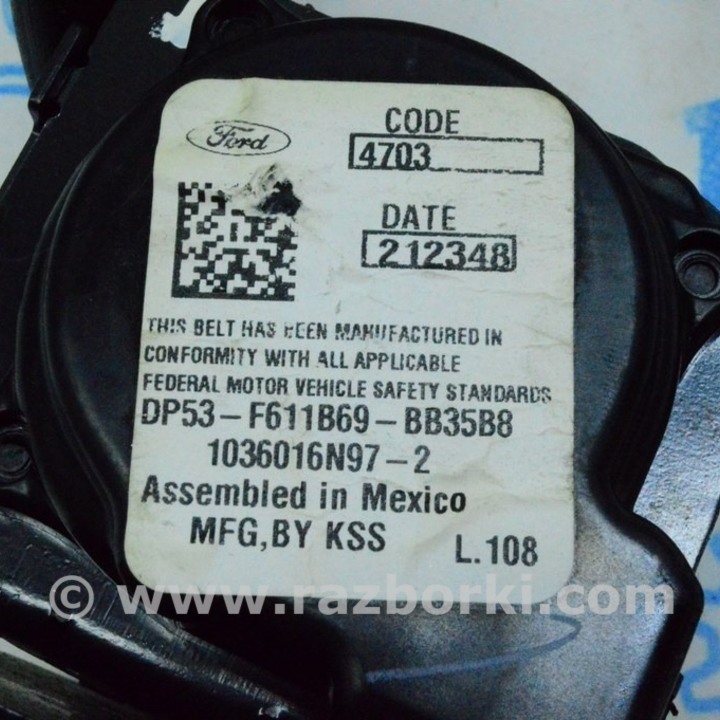 Ford
CODE
4703
DATE
212348
THIS BELT HAS BEEN MANUFACTURED IN
CONFORMITY WITH ALL APPLICABLE
FEDERAL MOTOR VEHICLE SAFETY STANDARDS
DP53-F611B69-BB35B8
1036016N97-2
Assembled in Mexico
MFG,BY KSS
L.108
© www.razborki.com